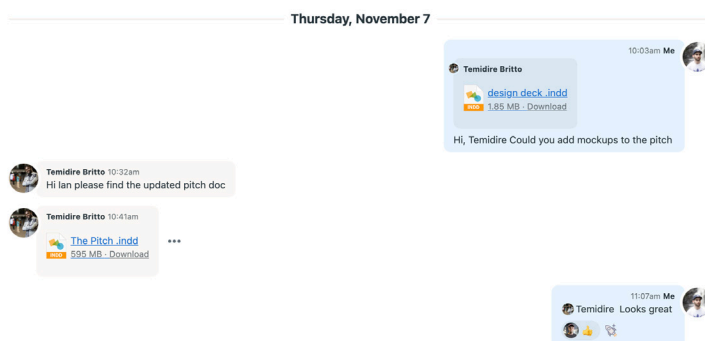 Thursday, November 7
10:03am Me
Temidire Britto
design deck .indd
INDD
1.85 MB · Download
Hi, Temidire Could you add mockups to the pitch
Temidire Britto 10:32am
Hi Ian please find the updated pitch doc
Temidire Britto 10:41am
The Pitch .indd
INDD
595 MB · Download
11:07am Me
Temidire Looks great